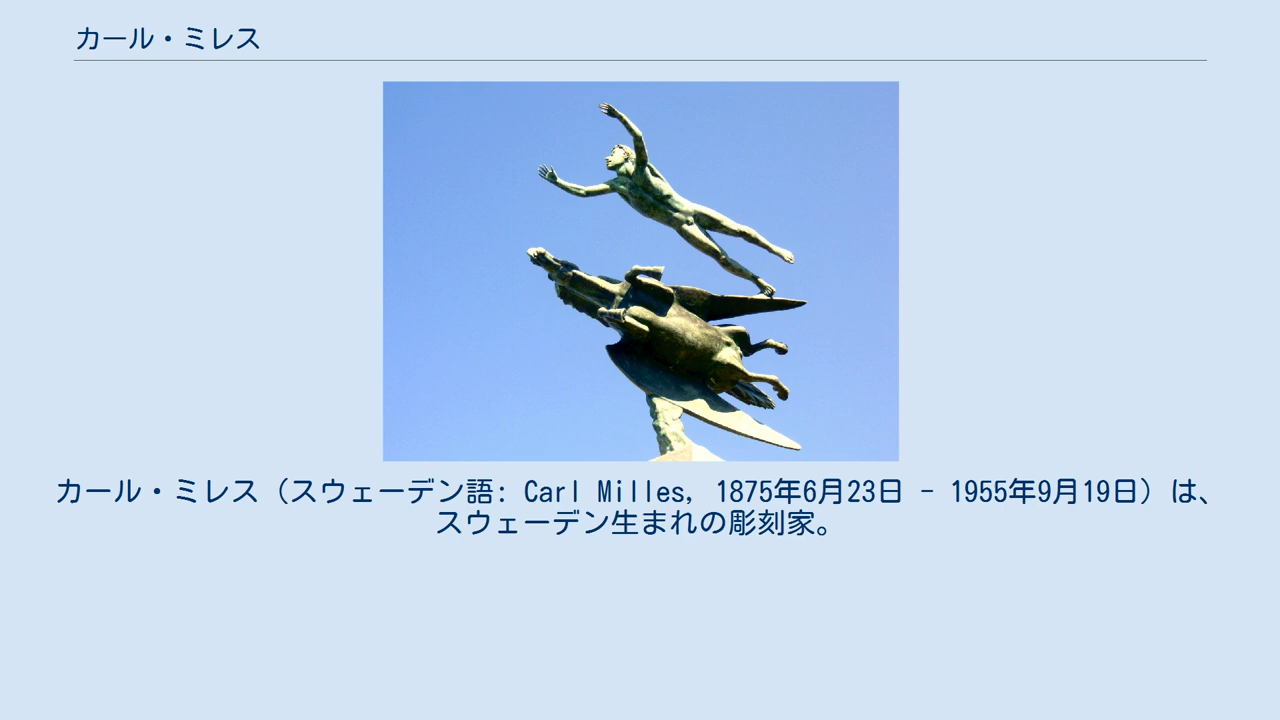 カール・ミレス
カール・ミレス（スウェーデン語: Carl Milles, 1875年6月23日 - 1955年9月19日）は、
スウェーデン生まれの彫刻家。